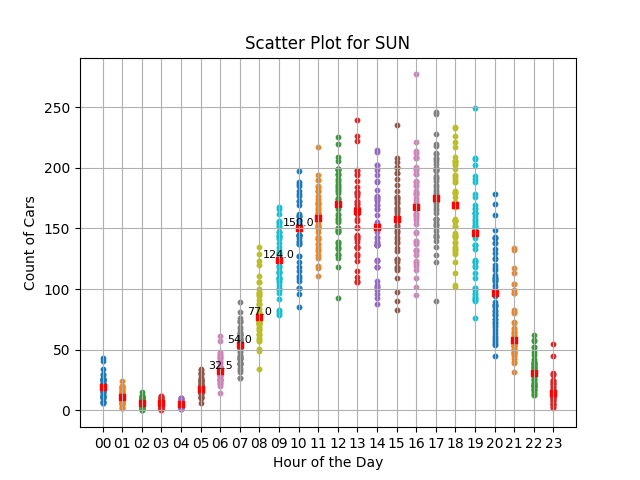 Scatter Plot for SUN
Count of Cars
250
200
150
100
50
0
150.0
124.0
77.0
54.0
32.5
00 01 02 03 04 05 06 07 08 09 10 11 12 13 14 15 16 17 18 19 20 21 22 23
Hour of the Day